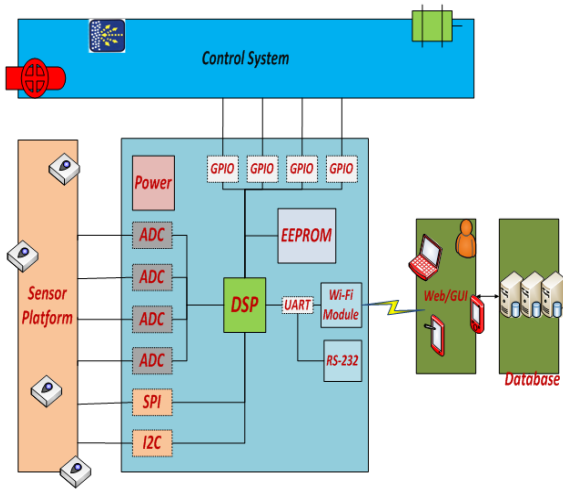 Control System
GPIO
GPIO
GPIO
GPIO
Power
EEPROM
ADC
ADC
ADC
ADC
Sensor
Platform
DSP
UART
Wi-Fi
Module
Web/GUI
RS-232
Database
SPI
I2C